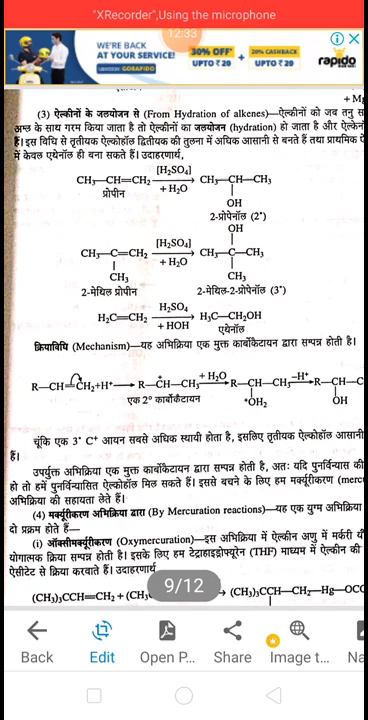 "XRecorder",Using the microphone
12:33
WE'RE BACK
AT YOUR SERVICE!
USE CODE GORAPIDO
30% OFF*
UPTO ₹ 20
+
20% CASHBACK
UPTO ₹ 20
rapido
+ Mg
(3) ऐल्कीनों के जलयोजन से (From Hydration of alkenes)—ऐल्कीनों को जब तनु स
अम्ल के साथ गरम किया जाता है तो ऐल्कीनों का जलयोजन (hydration) हो जाता है और ऐल्केन
हैं। इस विधि से तृतीयक ऐल्कोहॉल द्वितीयक की तुलना में अधिक आसानी से बनते हैं तथा प्राथमिक ऐ
में केवल एथेनॉल ही बना सकते हैं। उदाहरणार्थ,
CH₃—CH=CH₂ [H₂SO₄] + H₂O → CH₃—CH—CH₃
प्रोपीन
OH
2-प्रोपेनॉल (2˚)
OH
CH₃—C=CH₂ [H₂SO₄] + H₂O → CH₃—C—CH₃
CH₃ CH₃
2-मेथिल प्रोपीन 2-मेथिल-2-प्रोपेनॉल (3˚)
H₂C=CH₂ H₂SO₄ + HOH → H₃C—CH₂OH
एथेनॉल
क्रियाविधि (Mechanism)—यह अभिक्रिया एक मुक्त कार्बोकैटायन द्वारा सम्पन्न होती है।
R—CH=CH₂+H⁺ → R—CH—CH₃ + H₂O → R—CH—CH₃ —H⁺ → R—CH—C
एक 2° कार्बोकैटायन ⁺OH₂ OH
चूंकि एक 3˚ C⁺ आयन सबसे अधिक स्थायी होता है, इसलिए तृतीयक ऐल्कोहॉल आसानी
हैं।
उपर्युक्त अभिक्रिया एक मुक्त कार्बोकैटायन द्वारा सम्पन्न होती है, अतः यदि पुनर्विन्यास की
हो तो हमें पुनर्विन्यासित ऐल्कोहॉल मिल सकते हैं। इससे बचने के लिए हम मर्क्यूरीकरण (merc
अभिक्रिया की सहायता लेते हैं।
(4) मरक्यूरीकरण अभिक्रिया द्वारा (By Mercuration reactions)—यह एक युग्म अभिक्रिया
दो प्रक्रम होते हैं—
(i) ऑक्सीमर्क्यूरीकरण (Oxymercuration)—इस अभिक्रिया में ऐल्कीन अणु में मर्करी यौ
योगात्मक क्रिया सम्पन्न होती है। इसके लिए हम टेट्राहाइड्रोफ्यूरेन (THF) माध्यम में ऐल्कीन की
ऐसीटेट से क्रिया करवाते हैं। उदाहरणार्थ
(CH₃)₃CCH=CH₂ + (CH₃ → (CH₃)₃CCH—CH₂—Hg—OCO
9/12
Back
Edit
Open P...
Share
Image t...
Na